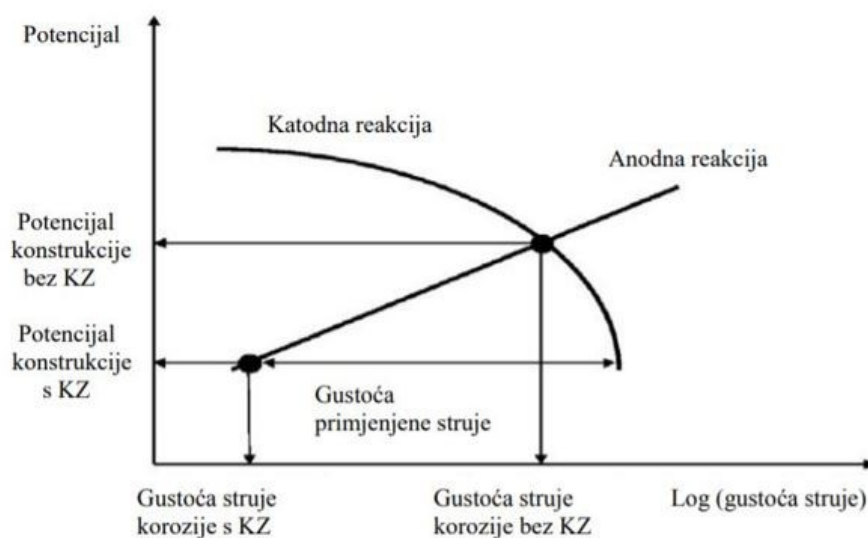 Potencijal
Katodna reakcija
Anodna reakcija
Potencijal
konstrukcije
bez KZ
Potencijal
konstrukcije
s KZ
Gustoća
primjenjene struje
Gustoća struje
korozije s KZ
Gustoća struje
korozije bez KZ
Log (gustoća struje)